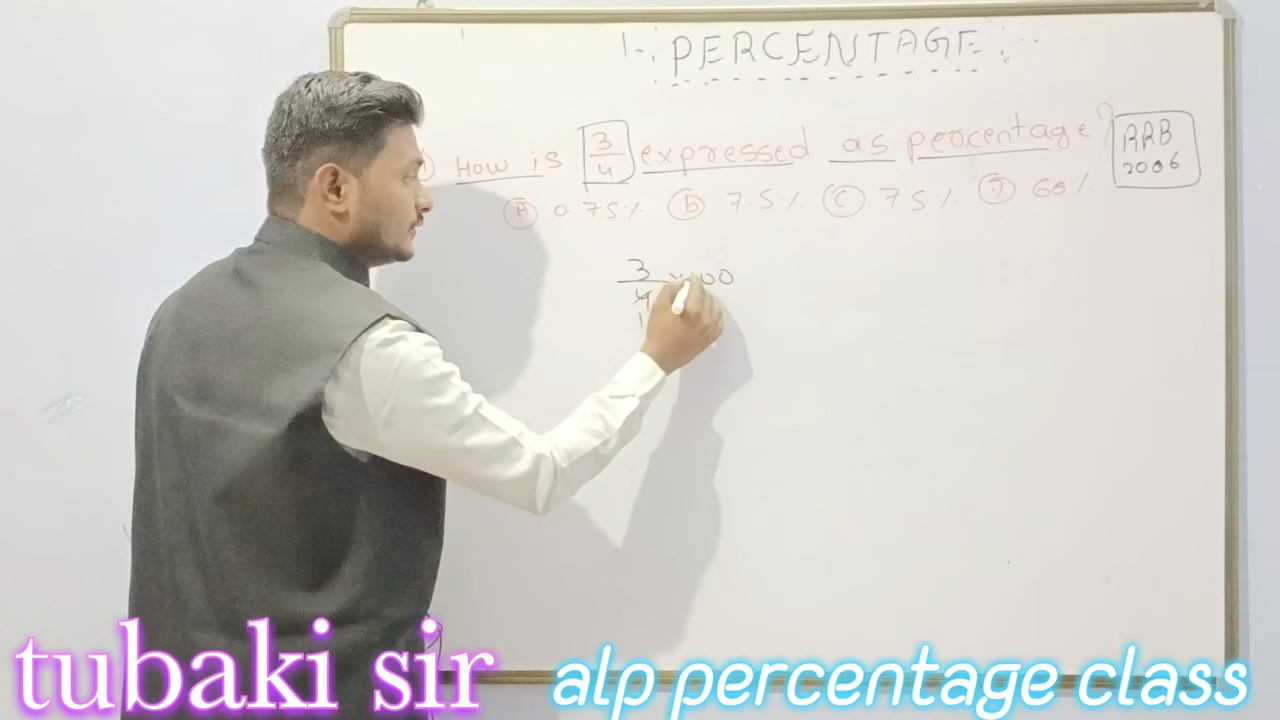 PERCENTAGE
How is 3/4 expressed as percentage? RRB 2006
A 0.75% b 7.5% C 75% D 60%
3/4 × 100
1
tubaki sir
alp percentage class